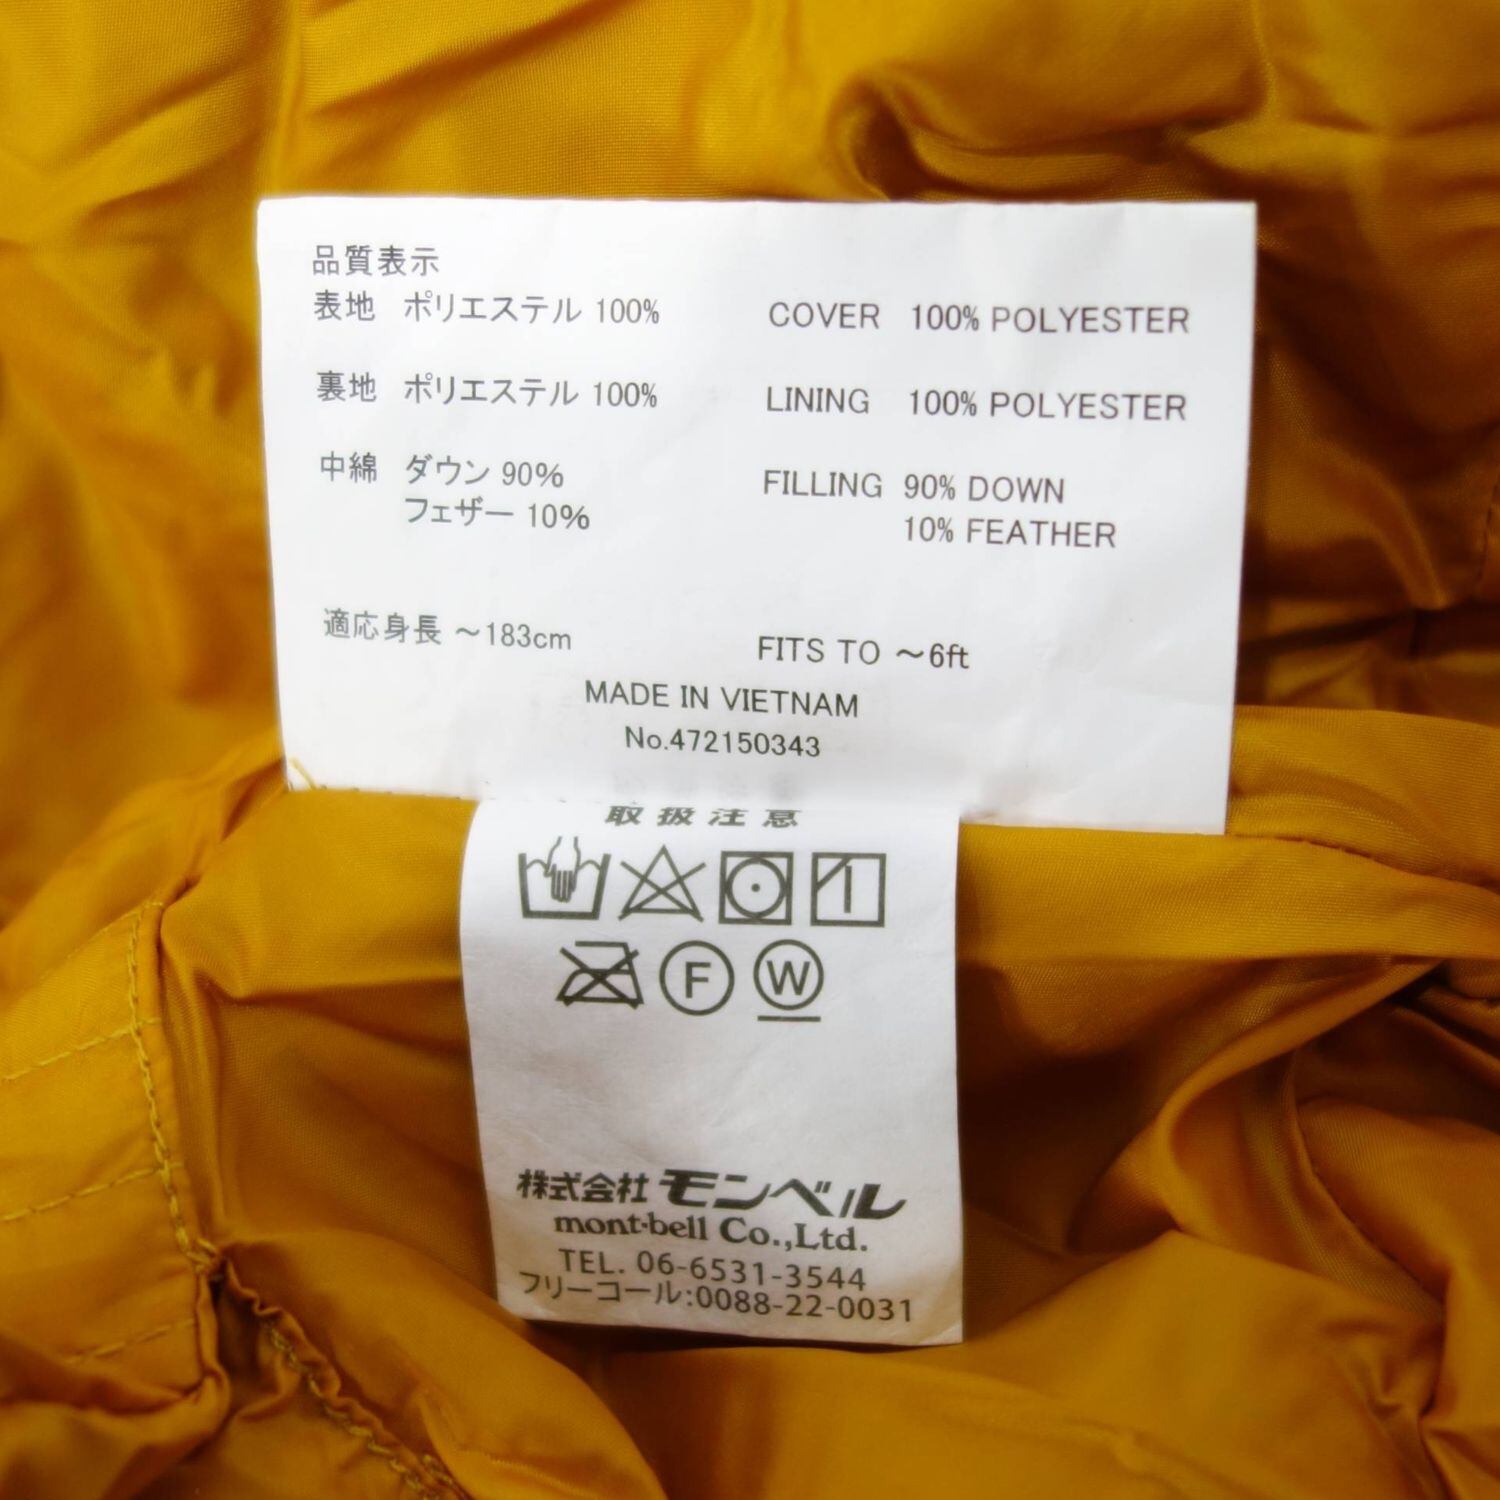 品質表示
表地 ポリエステル 100% COVER 100% POLYESTER
裏地 ポリエステル 100% LINING 100% POLYESTER
中綿 ダウン 90% FILLING 90% DOWN
フェザー 10% 10% FEATHER
適応身長 ～183cm FITS TO ～6ft
MADE IN VIETNAM
No.472150343
取扱注意
F W
株式会社 モンベル
mont-bell Co.,Ltd.
TEL. 06-6531-3544
フリーコール:0088-22-0031